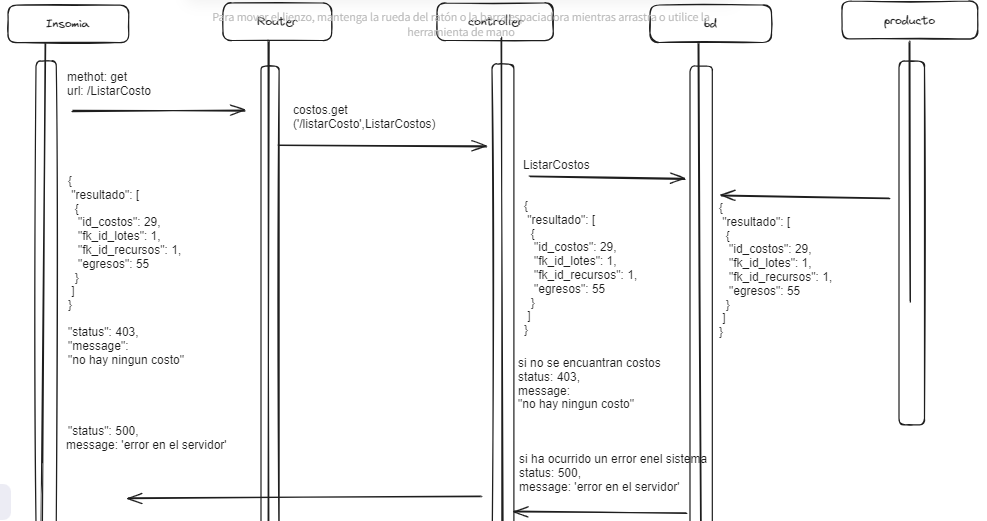 Para mover el lienzo, mantenga la rueda del ratón o la barra espaciadora mientras arrastra o utilice la
herramienta de mano
Insomia
Router
controller
bd
producto
methot: get
url: /ListarCosto
costos.get
('/listarCosto',ListarCostos)
ListarCostos
{
"resultado": [
{
"id_costos": 29,
"fk_id_lotes": 1,
"fk_id_recursos": 1,
"egresos": 55
}
]
}
"status": 403,
"message":
"no hay ningun costo"
"status": 500,
message: 'error en el servidor'
{
"resultado": [
{
"id_costos": 29,
"fk_id_lotes": 1,
"fk_id_recursos": 1,
"egresos": 55
}
]
}
si no se encuantran costos
status: 403,
message:
"no hay ningun costo"
si ha ocurrido un error enel sistema
status: 500,
message: 'error en el servidor'
{
"resultado": [
{
"id_costos": 29,
"fk_id_lotes": 1,
"fk_id_recursos": 1,
"egresos": 55
}
]
}